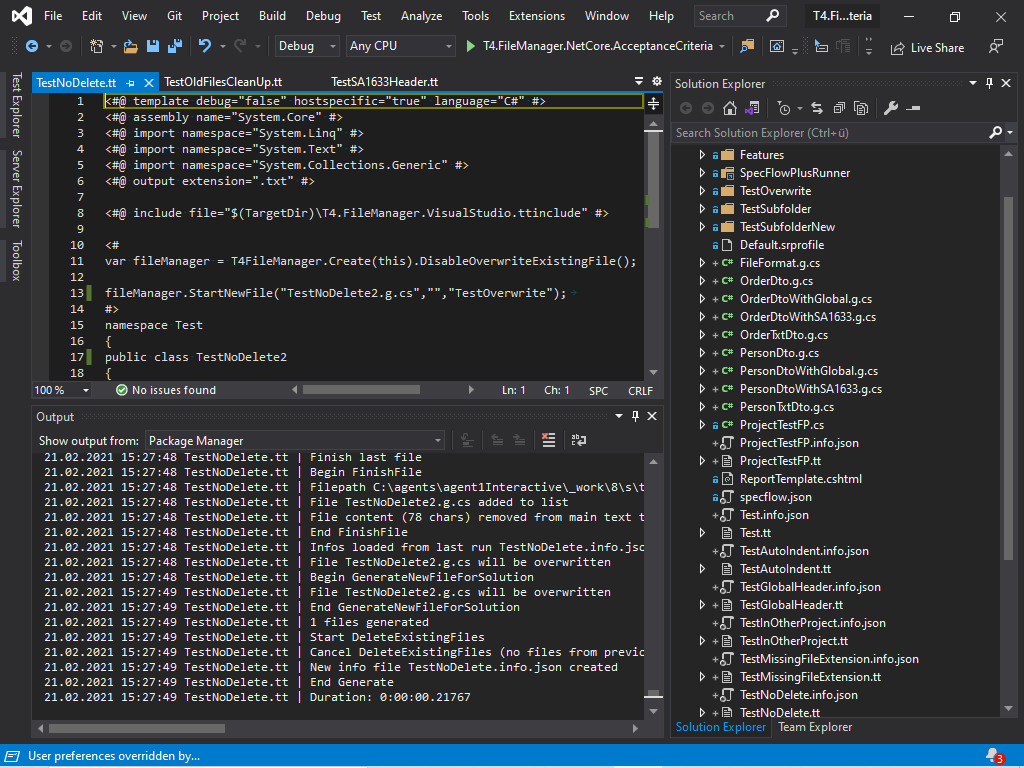 File Edit View Git Project Build Debug Test Analyze Tools Extensions Window Help Search T4.Fi...teria
Debug Any CPU T4.FileManager.NetCore.AcceptanceCriteria Live Share
Test Explorer
Server Explorer
Toolbox
TestNoDelete.tt TestOldFilesCleanUp.tt TestSA1633Header.tt
1 <#@ template debug="false" hostspecific="true" language="C#" #>
2 <#@ assembly name="System.Core" #>
3 <#@ import namespace="System.Linq" #>
4 <#@ import namespace="System.Text" #>
5 <#@ import namespace="System.Collections.Generic" #>
6 <#@ output extension=".txt" #>
7
8 <#@ include file="$(TargetDir)\T4.FileManager.VisualStudio.ttinclude" #>
9
10 <#
11 var fileManager = T4FileManager.Create(this).DisableOverwriteExistingFile();
12
13 fileManager.StartNewFile("TestNoDelete2.g.cs","","TestOverwrite");
14 #>
15 namespace Test
16 {
17 public class TestNoDelete2
18 {
100 % No issues found Ln: 1 Ch: 1 SPC CRLF
Output
Show output from: Package Manager
21.02.2021 15:27:48 TestNoDelete.tt | Finish last file
21.02.2021 15:27:48 TestNoDelete.tt | Begin FinishFile
21.02.2021 15:27:48 TestNoDelete.tt | Filepath C:\agents\agent1Interactive\_work\8\s\t
21.02.2021 15:27:48 TestNoDelete.tt | File TestNoDelete2.g.cs added to list
21.02.2021 15:27:48 TestNoDelete.tt | File content (78 chars) removed from main text t
21.02.2021 15:27:48 TestNoDelete.tt | End FinishFile
21.02.2021 15:27:48 TestNoDelete.tt | Infos loaded from last run TestNoDelete.info.jso
21.02.2021 15:27:48 TestNoDelete.tt | File TestNoDelete2.g.cs will be overwritten
21.02.2021 15:27:48 TestNoDelete.tt | Begin GenerateNewFileForSolution
21.02.2021 15:27:49 TestNoDelete.tt | File TestNoDelete2.g.cs will be overwritten
21.02.2021 15:27:49 TestNoDelete.tt | End GenerateNewFileForSolution
21.02.2021 15:27:49 TestNoDelete.tt | 1 files generated
21.02.2021 15:27:49 TestNoDelete.tt | Start DeleteExistingFiles
21.02.2021 15:27:49 TestNoDelete.tt | Cancel DeleteExistingFiles (no files from previo
21.02.2021 15:27:49 TestNoDelete.tt | New info file TestNoDelete.info.json created
21.02.2021 15:27:49 TestNoDelete.tt | End Generate
21.02.2021 15:27:49 TestNoDelete.tt | Duration: 0:00:00.21767
Solution Explorer
Search Solution Explorer (Ctrl+ü)
Features
SpecFlowPlusRunner
TestOverwrite
TestSubfolder
TestSubfolderNew
Default.srprofile
FileFormat.g.cs
OrderDto.g.cs
OrderDtoWithGlobal.g.cs
OrderDtoWithSA1633.g.cs
OrderTxtDto.g.cs
PersonDto.g.cs
PersonDtoWithGlobal.g.cs
PersonDtoWithSA1633.g.cs
PersonTxtDto.g.cs
ProjectTestFP.cs
ProjectTestFP.info.json
ProjectTestFP.tt
ReportTemplate.cshtml
specflow.json
Test.info.json
Test.tt
TestAutoIndent.info.json
TestAutoIndent.tt
TestGlobalHeader.info.json
TestGlobalHeader.tt
TestInOtherProject.info.json
TestInOtherProject.tt
TestMissingFileExtension.info.json
TestMissingFileExtension.tt
TestNoDelete.info.json
TestNoDelete.tt
Solution Explorer Team Explorer
User preferences overridden by... 3